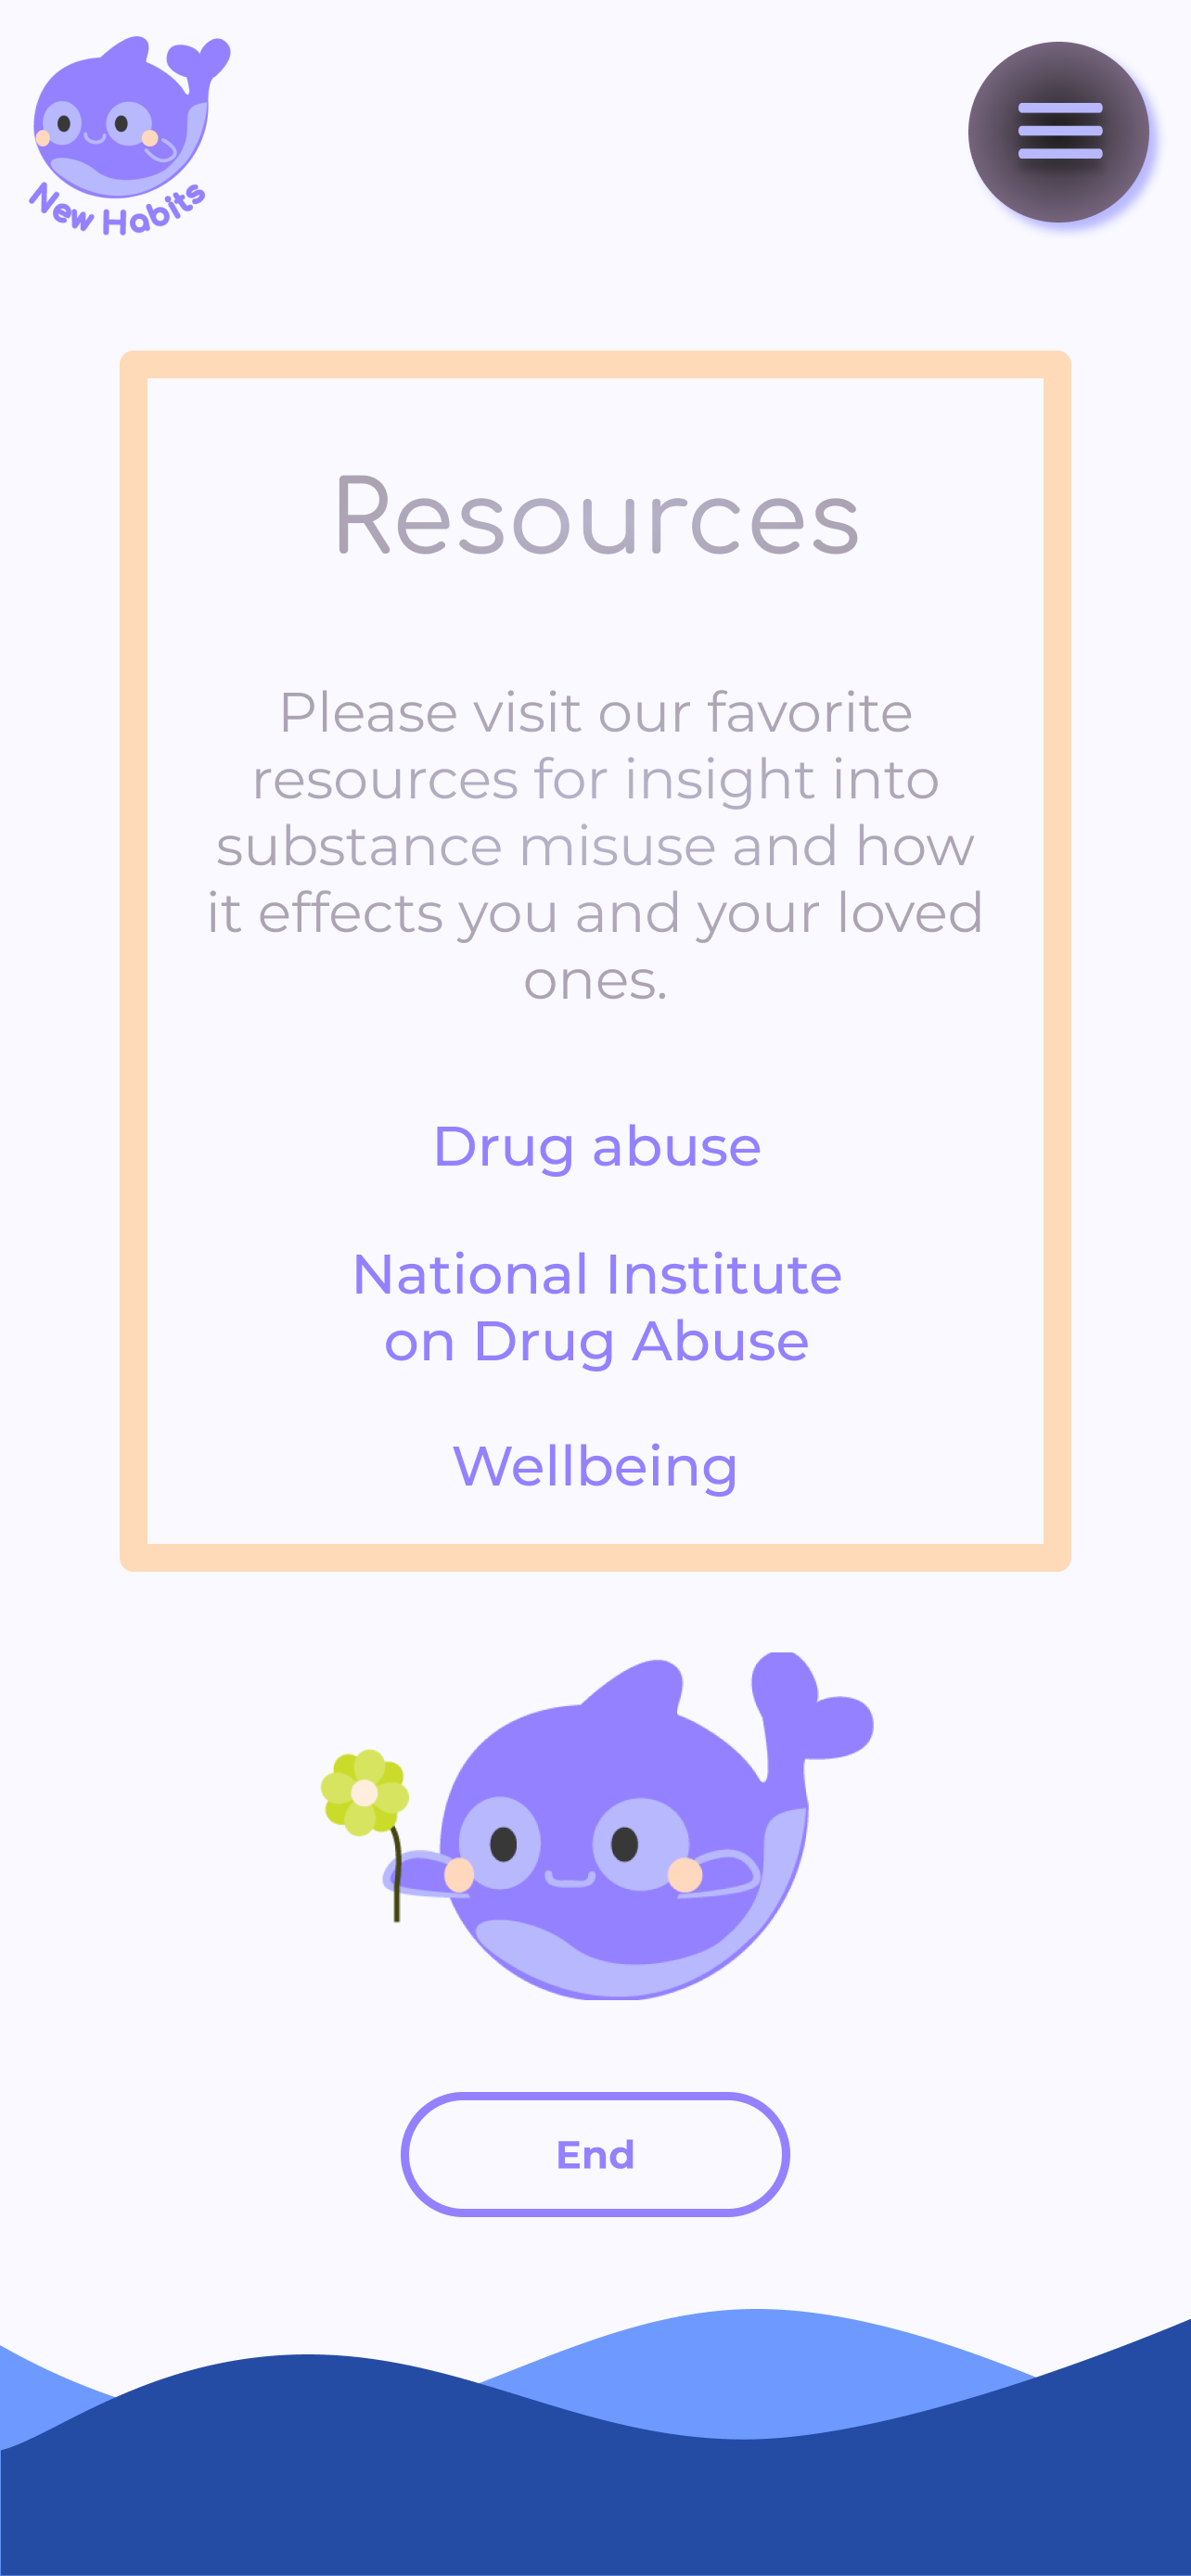 New Habits
Resources
Please visit our favorite
resources for insight into
substance misuse and how
it effects you and your loved
ones.
Drug abuse
National Institute
on Drug Abuse
Wellbeing
End